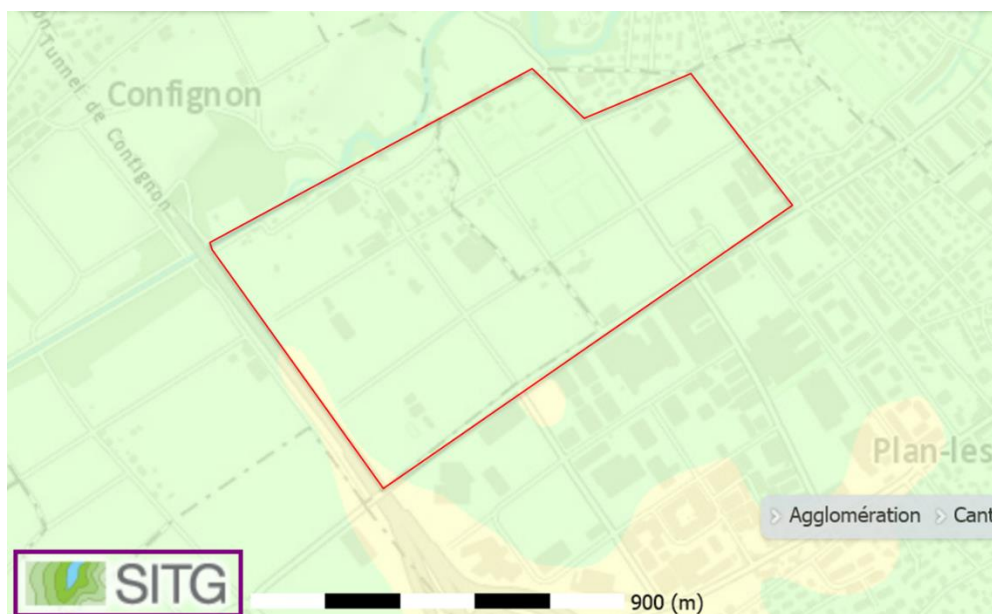 Tunnel de Confignon
Confignon
Plan-les
Agglomération
Cant
SITG
900 (m)